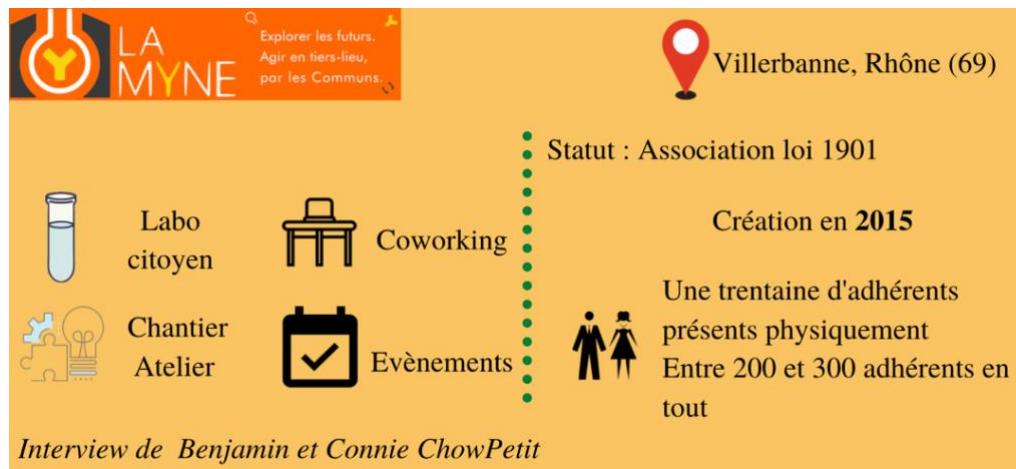 LA
MYNE
Explorer les futurs.
Agir en tiers-lieu,
par les Communs.
Villerbanne, Rhône (69)
Statut : Association loi 1901
Labo
citoyen
Coworking
Création en 2015
Chantier
Atelier
Evènements
Une trentaine d'adhérents
présents physiquement
Entre 200 et 300 adhérents en
tout
Interview de Benjamin et Connie ChowPetit